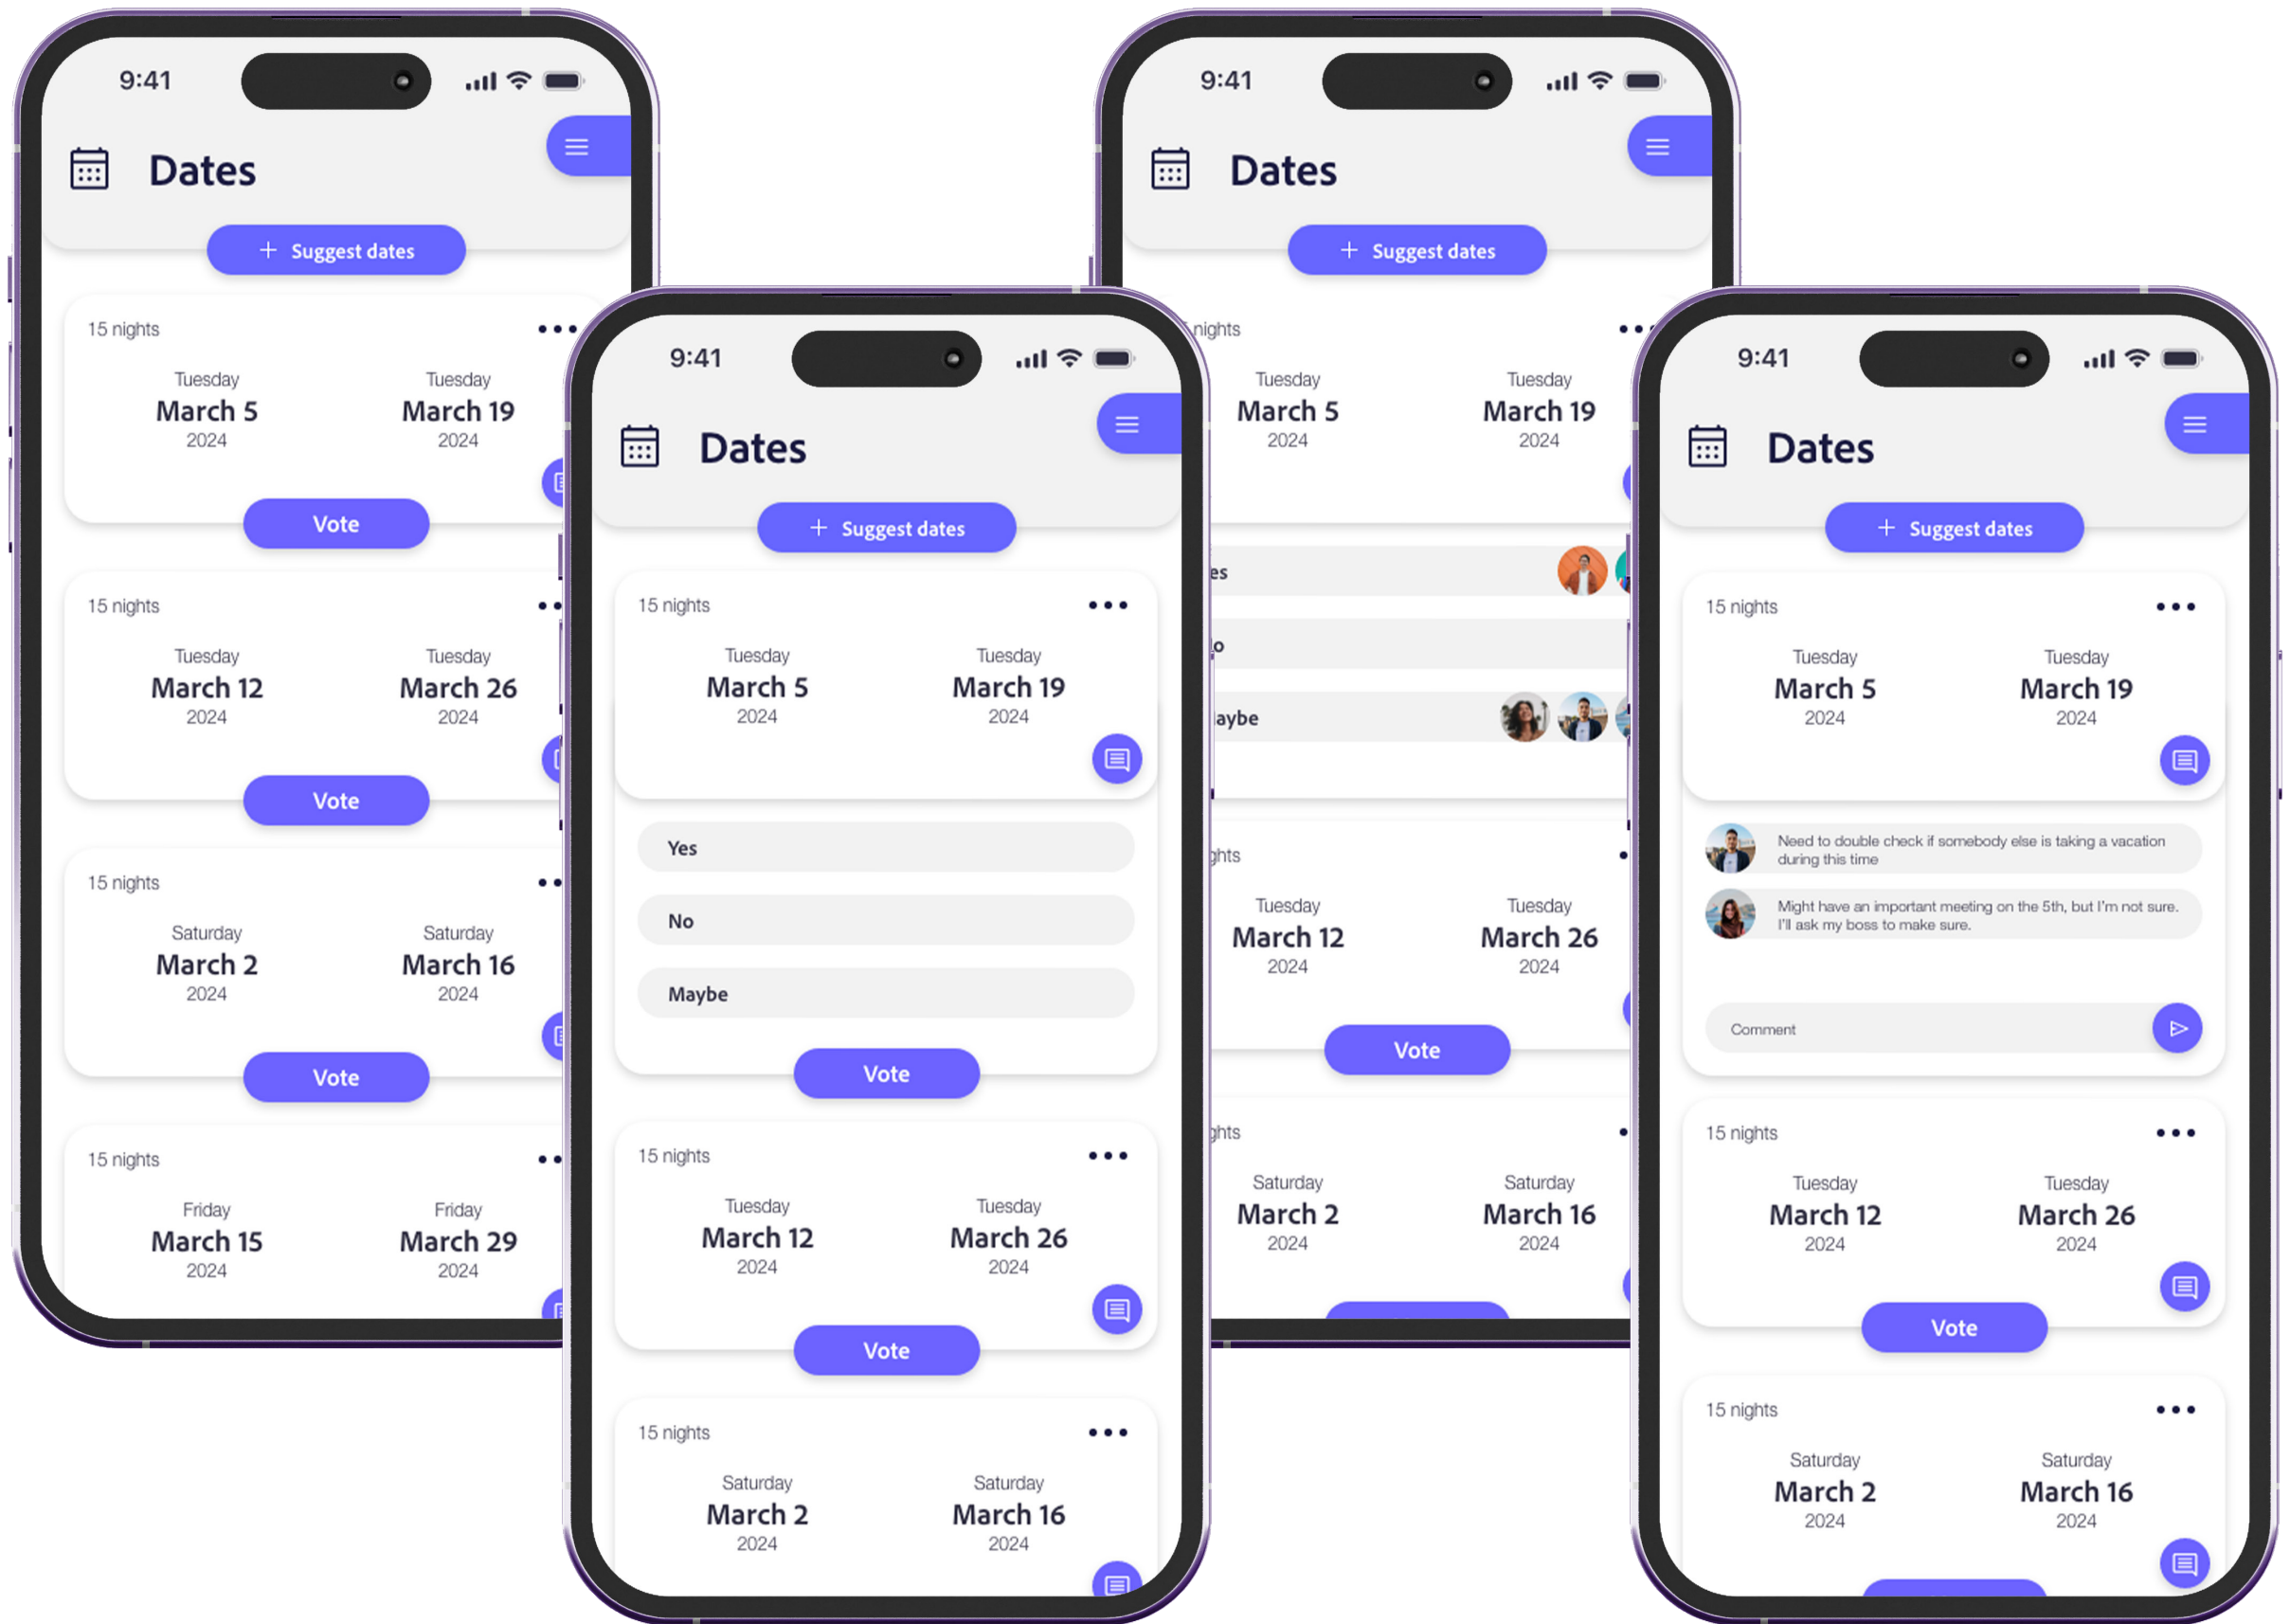 9:41
Dates
+ Suggest dates
15 nights
Tuesday Tuesday
March 5 March 19
2024 2024
Vote
15 nights
Tuesday Tuesday
March 12 March 26
2024 2024
Vote
15 nights
Saturday Saturday
March 2 March 16
2024 2024
Vote
15 nights
Friday Friday
March 15 March 29
2024 2024
9:41
Dates
+ Suggest dates
15 nights
Tuesday Tuesday
March 5 March 19
2024 2024
Yes
No
Maybe
Vote
15 nights
Tuesday Tuesday
March 12 March 26
2024 2024
Vote
15 nights
Saturday Saturday
March 2 March 16
2024 2024
9:41
Dates
+ Suggest dates
nights
Tuesday Tuesday
March 5 March 19
2024 2024
Tuesday Tuesday
March 12 March 26
2024 2024
Vote
Saturday Saturday
March 2 March 16
2024 2024
9:41
Dates
+ Suggest dates
15 nights
Tuesday Tuesday
March 5 March 19
2024 2024
Need to double check if somebody else is taking a vacation
during this time
Might have an important meeting on the 5th, but I'm not sure.
I'll ask my boss to make sure.
Comment
15 nights
Tuesday Tuesday
March 12 March 26
2024 2024
Vote
15 nights
Saturday Saturday
March 2 March 16
2024 2024